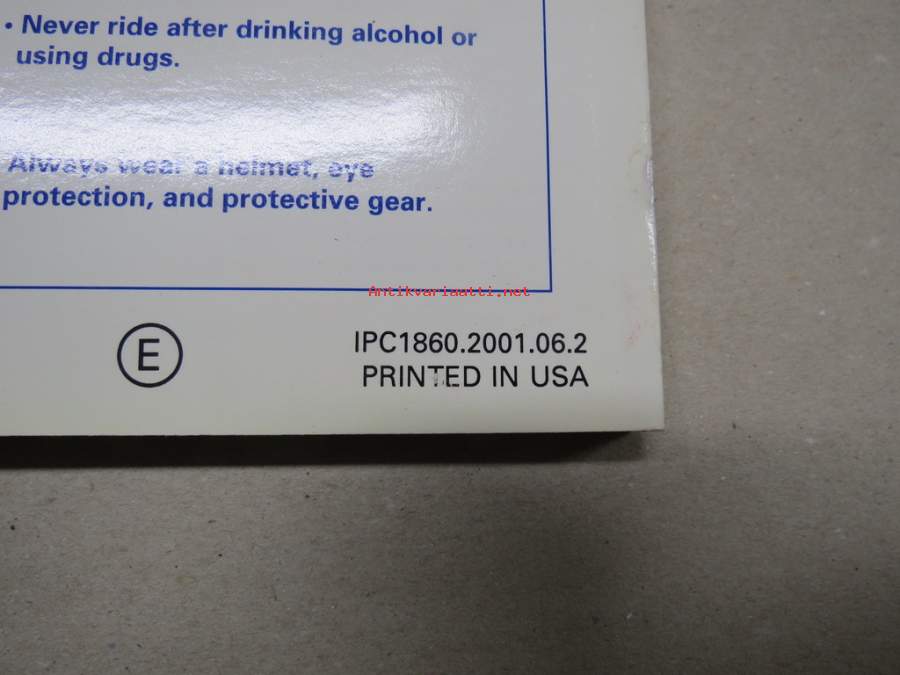 • Never ride after drinking alcohol or
using drugs.
Always wear a helmet, eye
protection, and protective gear.
Antikvariaatti.net
E
IPC1860.2001.06.2
PRINTED IN USA